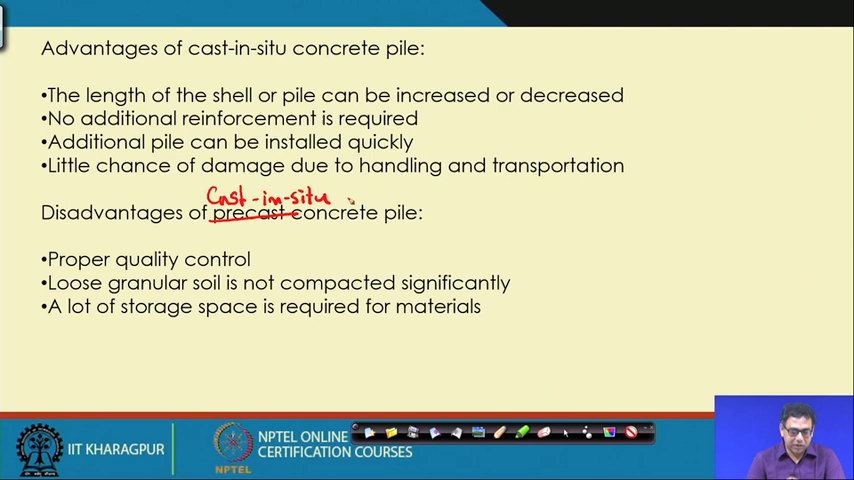 Advantages of cast-in-situ concrete pile:
•The length of the shell or pile can be increased or decreased
•No additional reinforcement is required
•Additional pile can be installed quickly
•Little chance of damage due to handling and transportation
Cast-in-situ
Disadvantages of precast concrete pile:
•Proper quality control
•Loose granular soil is not compacted significantly
•A lot of storage space is required for materials
IIT KHARAGPUR
NPTEL
NPTEL ONLINE
CERTIFICATION COURSES